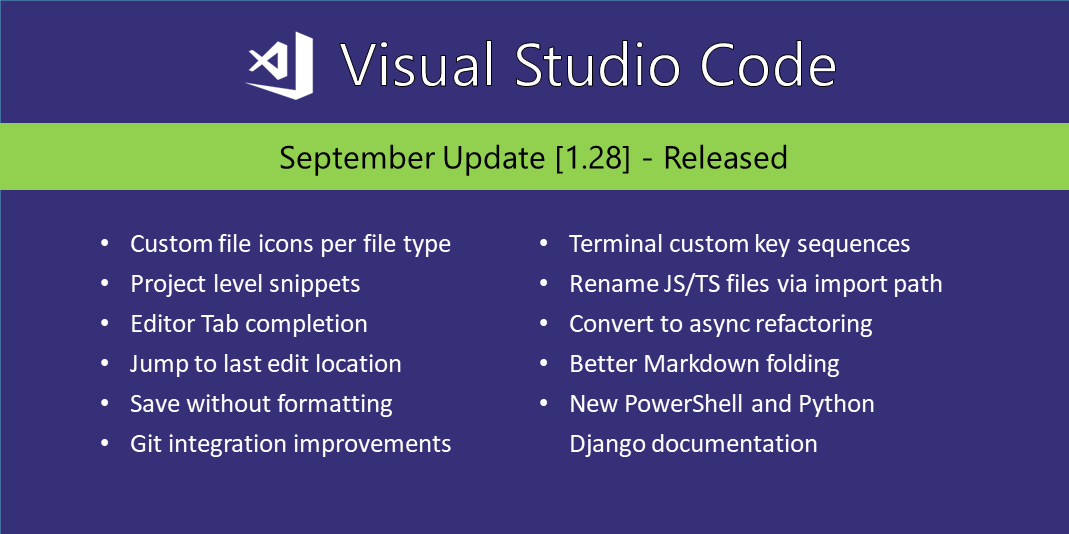 Visual Studio Code
September Update [1.28] - Released
• Custom file icons per file type
• Project level snippets
• Editor Tab completion
• Jump to last edit location
• Save without formatting
• Git integration improvements
• Terminal custom key sequences
• Rename JS/TS files via import path
• Convert to async refactoring
• Better Markdown folding
• New PowerShell and Python
Django documentation